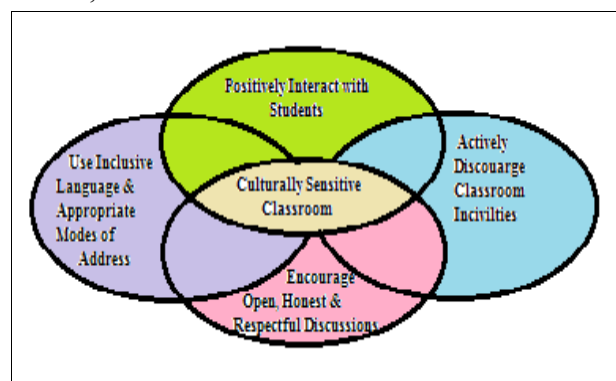 Positively Interact with
Students
Use Inclusive
Language &
Appropriate
Modes of
Address
Culturally Sensitive
Classroom
Actively
Discouarge
Classroom
Incivilties
Encourage
Open, Honest &
Respectful Discussions